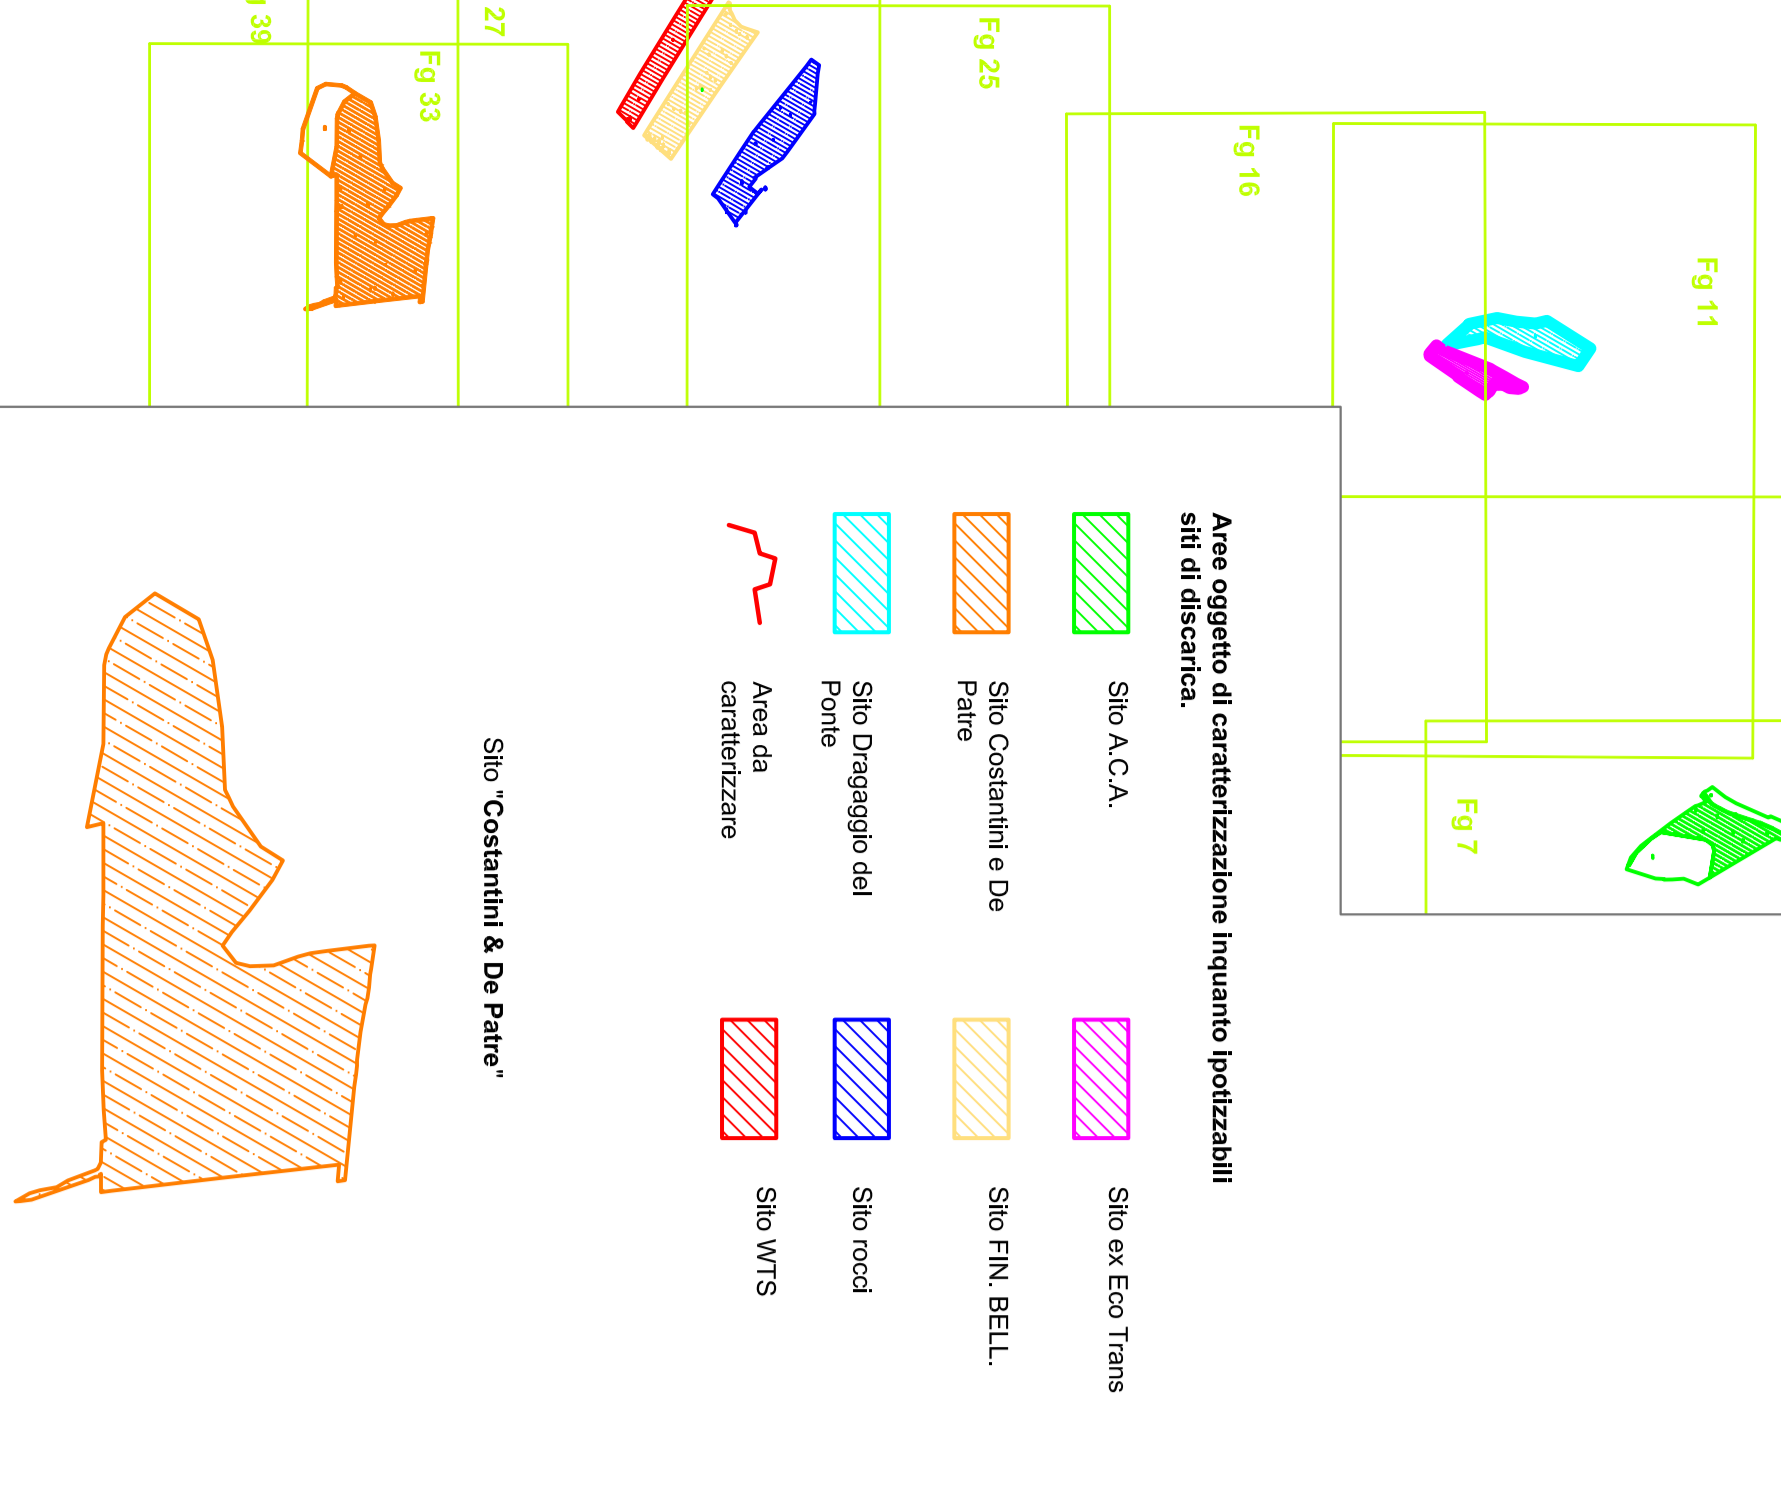 Fg 11
Fg 16
Fg 25
27
Fg 33
39
Fg 7
Aree oggetto di caratterizzazione inquanto ipotizzabili
siti di discarica.
Sito A.C.A.
Sito Costantini e De
Patre
Sito Dragaggio del
Ponte
Area da
caratterizzare
Sito ex Eco Trans
Sito FIN. BELL.
Sito rocci
Sito WTS
Sito "Costantini & De Patre"